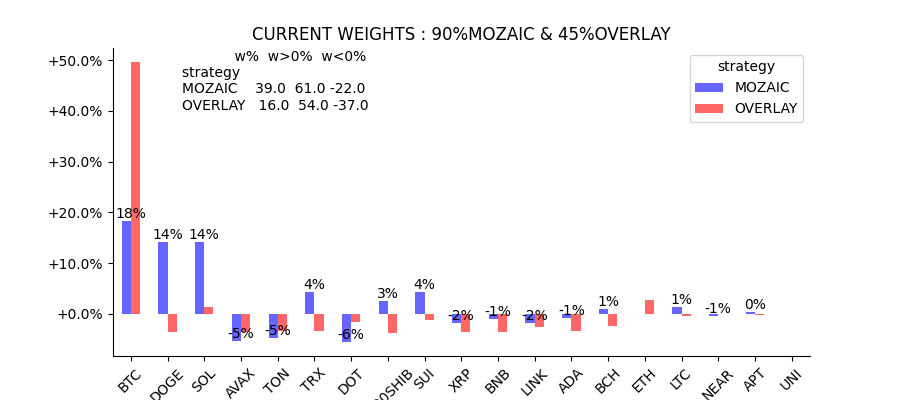 CURRENT WEIGHTS : 90%MOZAIC & 45%OVERLAY
w% w>0% w<0%
strategy
MOZAIC 39.0 61.0 -22.0
OVERLAY 16.0 54.0 -37.0
strategy
MOZAIC
OVERLAY
+50.0%
+40.0%
+30.0%
+20.0%
+10.0%
+0.0%
18%
14%
14%
-5%
-5%
4%
-6%
3%
4%
-2%
-1%
-2%
-1%
1%
1%
-1%
0%
BTC
DOGE
SOL
AVAX
TON
TRX
DOT
SUI
XRP
BNB
LINK
ADA
BCH
ETH
LTC
NEAR
APT
UNI